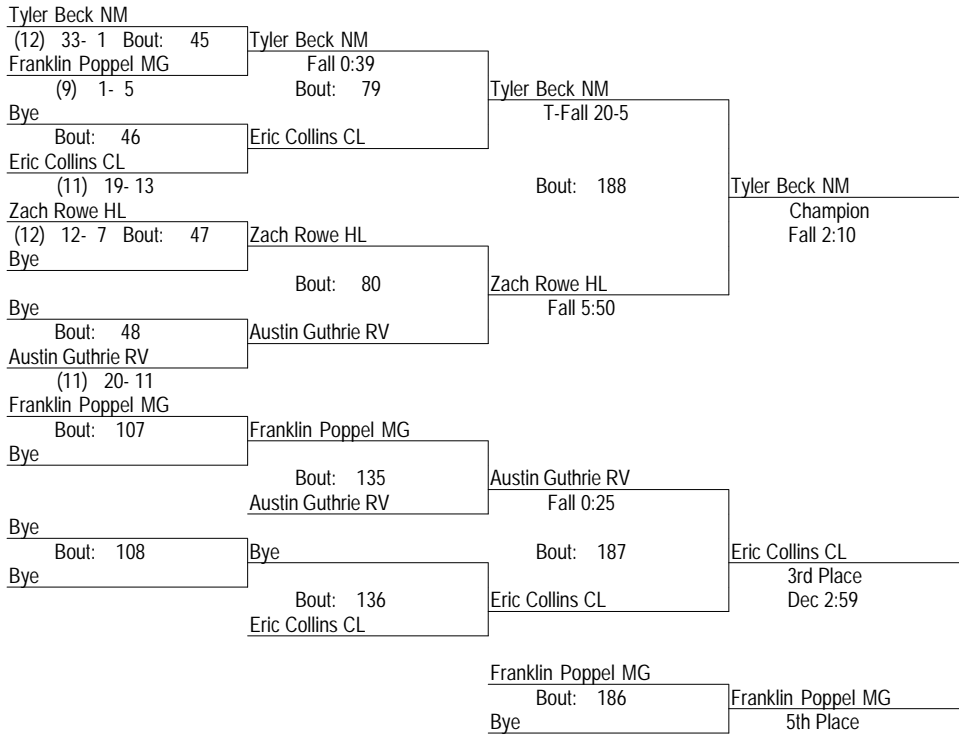 Tyler Beck NM
(12) 33- 1 Bout: 45 Tyler Beck NM
Franklin Poppel MG Fall 0:39
(9) 1- 5 Bout: 79 Tyler Beck NM
Bye T-Fall 20-5
Bout: 46 Eric Collins CL
Eric Collins CL
(11) 19- 13 Bout: 188 Tyler Beck NM
Zach Rowe HL Champion
(12) 12- 7 Bout: 47 Zach Rowe HL Fall 2:10
Bye
Bout: 80 Zach Rowe HL
Bye Fall 5:50
Bout: 48 Austin Guthrie RV
Austin Guthrie RV
(11) 20- 11
Franklin Poppel MG
Bout: 107 Franklin Poppel MG
Bye
Bout: 135 Austin Guthrie RV
Austin Guthrie RV Fall 0:25
Bye
Bout: 108 Bye Bout: 187 Eric Collins CL
Bye 3rd Place
Bout: 136 Eric Collins CL Dec 2:59
Eric Collins CL
Franklin Poppel MG
Bout: 186 Franklin Poppel MG
Bye 5th Place